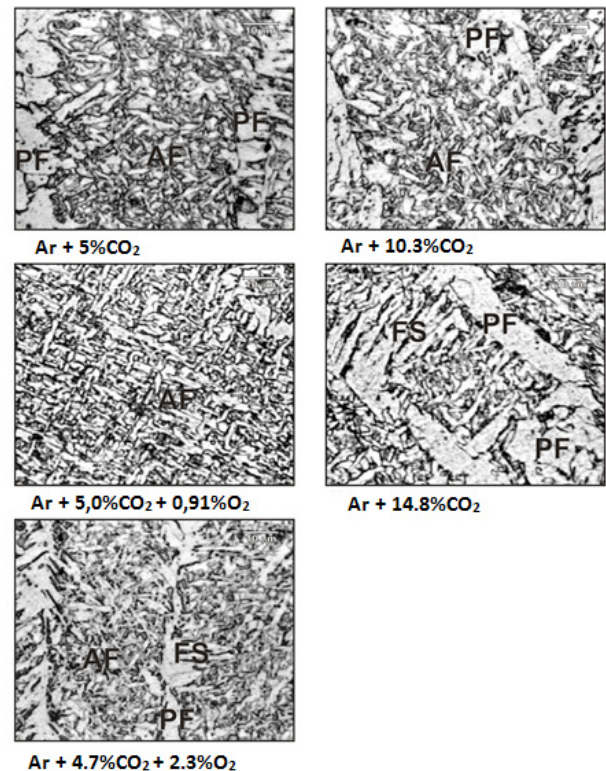 PF AF PF
Ar + 5%CO₂
PF AF
Ar + 10.3%CO₂
AF
Ar + 5,0%CO₂ + 0,91%O₂
FS PF PF
Ar + 14.8%CO₂
AF FS PF
Ar + 4.7%CO₂ + 2.3%O₂